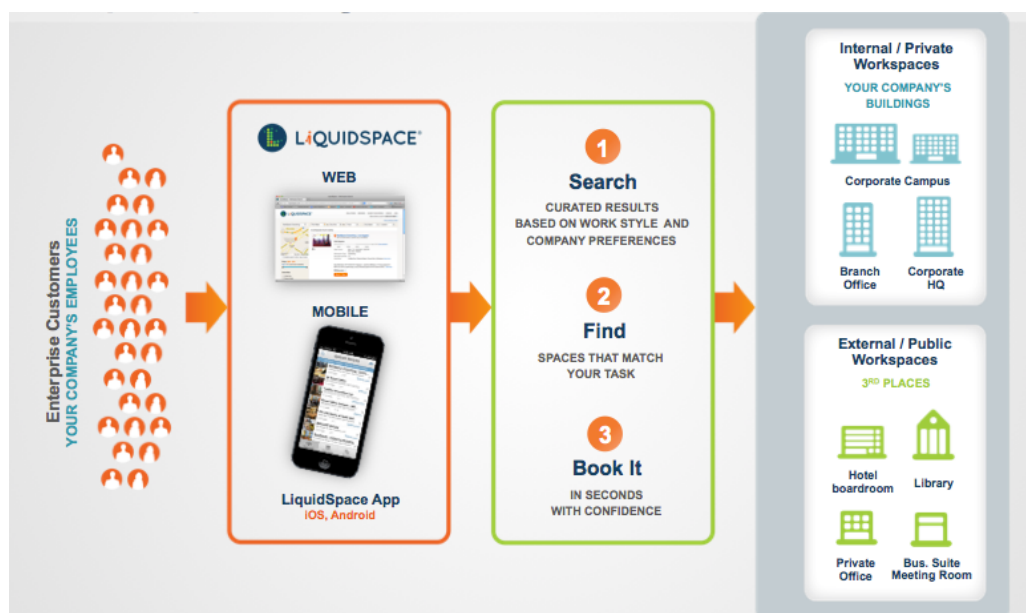 Enterprise Customers
YOUR COMPANY'S EMPLOYEES
LiQUIDSPACE®
WEB
MOBILE
LiquidSpace App
iOS, Android
1
Search
CURATED RESULTS
BASED ON WORK STYLE AND
COMPANY PREFERENCES
2
Find
SPACES THAT MATCH
YOUR TASK
3
Book It
IN SECONDS
WITH CONFIDENCE
Internal / Private
Workspaces
YOUR COMPANY'S
BUILDINGS
Corporate Campus
Branch
Office
Corporate
HQ
External / Public
Workspaces
3RD PLACES
Hotel
boardroom
Library
Private
Office
Bus. Suite
Meeting Room